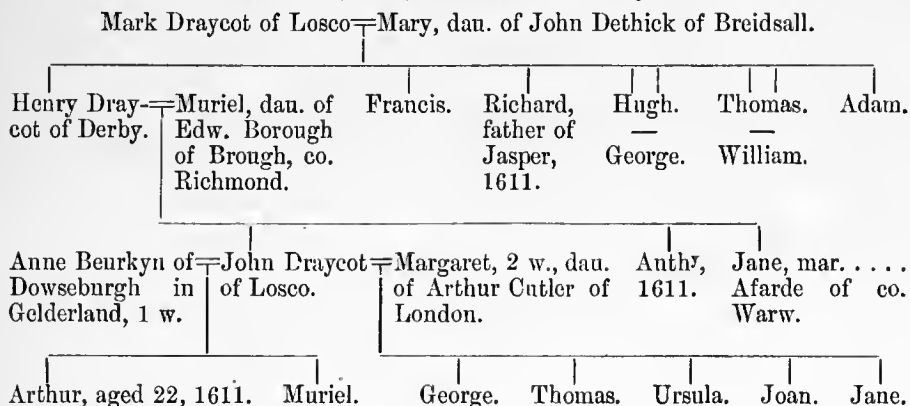 Mark Draycot of Losco Mary, dau. of John Dethick of Breidsall.
Henry Dray-
cot of Derby.
Muriel, dau. of
Edw. Borough
of Brough, co.
Richmond.
Francis.
Richard,
father of
Jasper,
1611.
Hugh.
—
George.
Thomas.
—
William.
Adam.
Anne Beurkyn of
Dowseburgh in
Gelderland, 1 w.
John Draycot
of Losco.
Margaret, 2 w., dau.
of Arthur Cutler of
London.
Anthy,
1611.
Jane, mar. . . . . .
Afarde of co.
Warw.
Arthur, aged 22, 1611.
Muriel.
George.
Thomas.
Ursula.
Joan.
Jane.